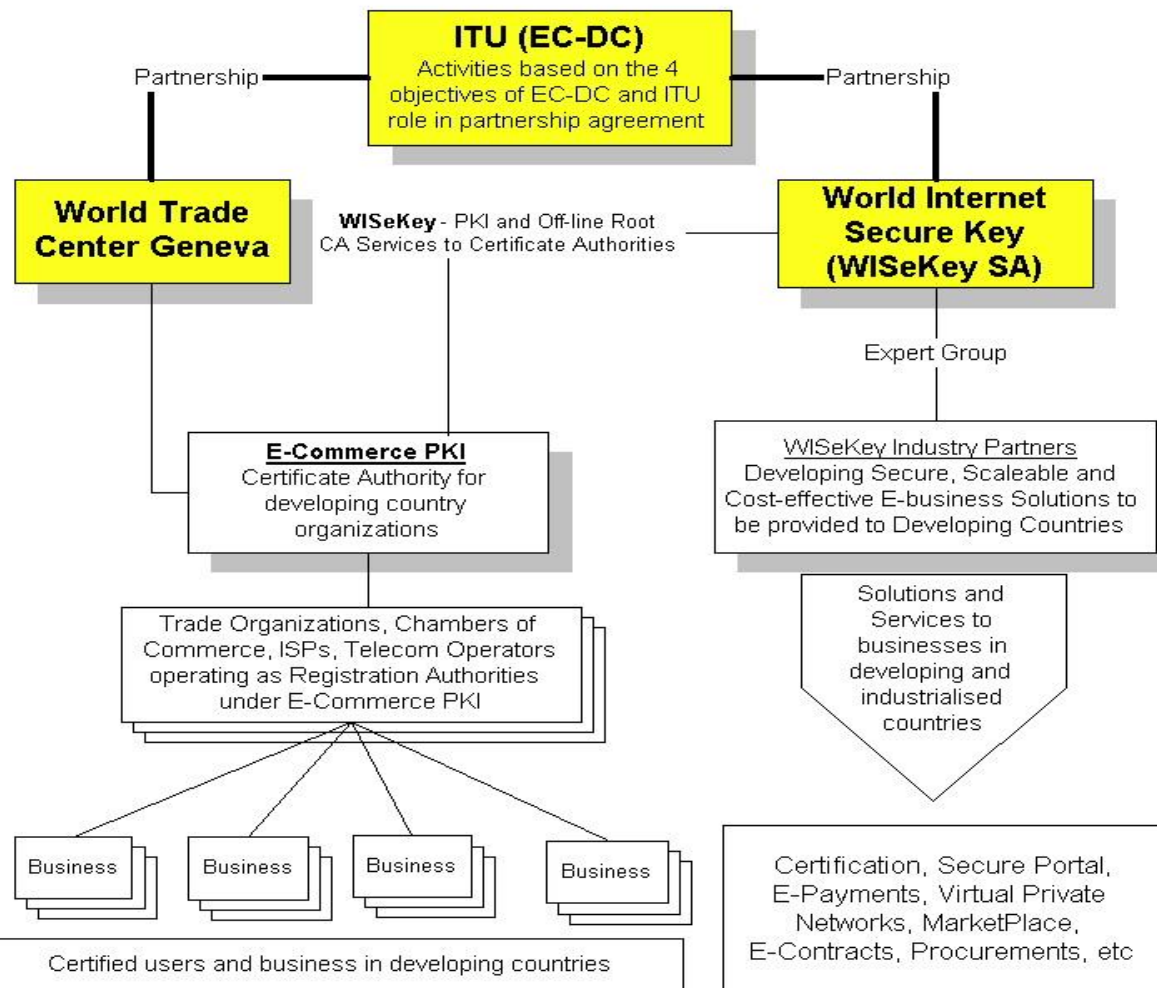 ITU (EC-DC)
Activities based on the 4
objectives of EC-DC and ITU
role in partnership agreement
Partnership
Partnership
World Trade
Center Geneva
WISeKey - PKI and Off-line Root
CA Services to Certificate Authorities
World Internet
Secure Key
(WISeKey SA)
Expert Group
E-Commerce PKI
Certificate Authority for
developing country
organizations
WISeKey Industry Partners
Developing Secure, Scaleable and
Cost-effective E-business Solutions to
be provided to Developing Countries
Trade Organizations, Chambers of
Commerce, ISPs, Telecom Operators
operating as Registration Authorities
under E-Commerce PKI
Solutions and
Services to
businesses in
developing and
industrialised
countries
Business
Business
Business
Business
Certified users and business in developing countries
Certification, Secure Portal,
E-Payments, Virtual Private
Networks, MarketPlace,
E-Contracts, Procurements, etc